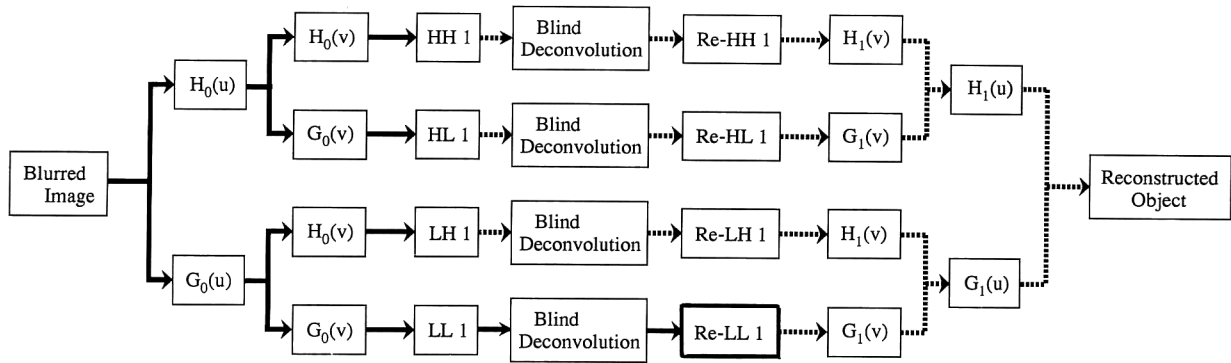 Blurred
Image
H₀(u)
G₀(u)
H₀(v)
HH 1
Blind
Deconvolution
Re-HH 1
H₁(v)
G₀(v)
HL 1
Blind
Deconvolution
Re-HL 1
G₁(v)
H₁(u)
H₀(v)
LH 1
Blind
Deconvolution
Re-LH 1
H₁(v)
G₀(v)
LL 1
Blind
Deconvolution
Re-LL 1
G₁(v)
G₁(u)
Reconstructed
Object